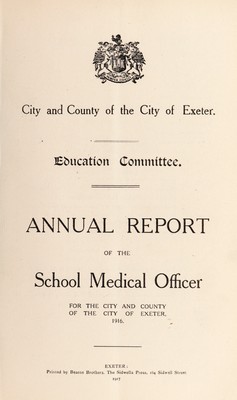 City and County of the City of Exeter.
Education Committee.
ANNUAL REPORT
OF THE
School Medical Officer
FOR THE CITY AND COUNTY
OF THE CITY OF EXETER,
1916.
EXETER:
Printed by Besley Brothers, The Sidwella Press, 169 Sidwell Street
1917